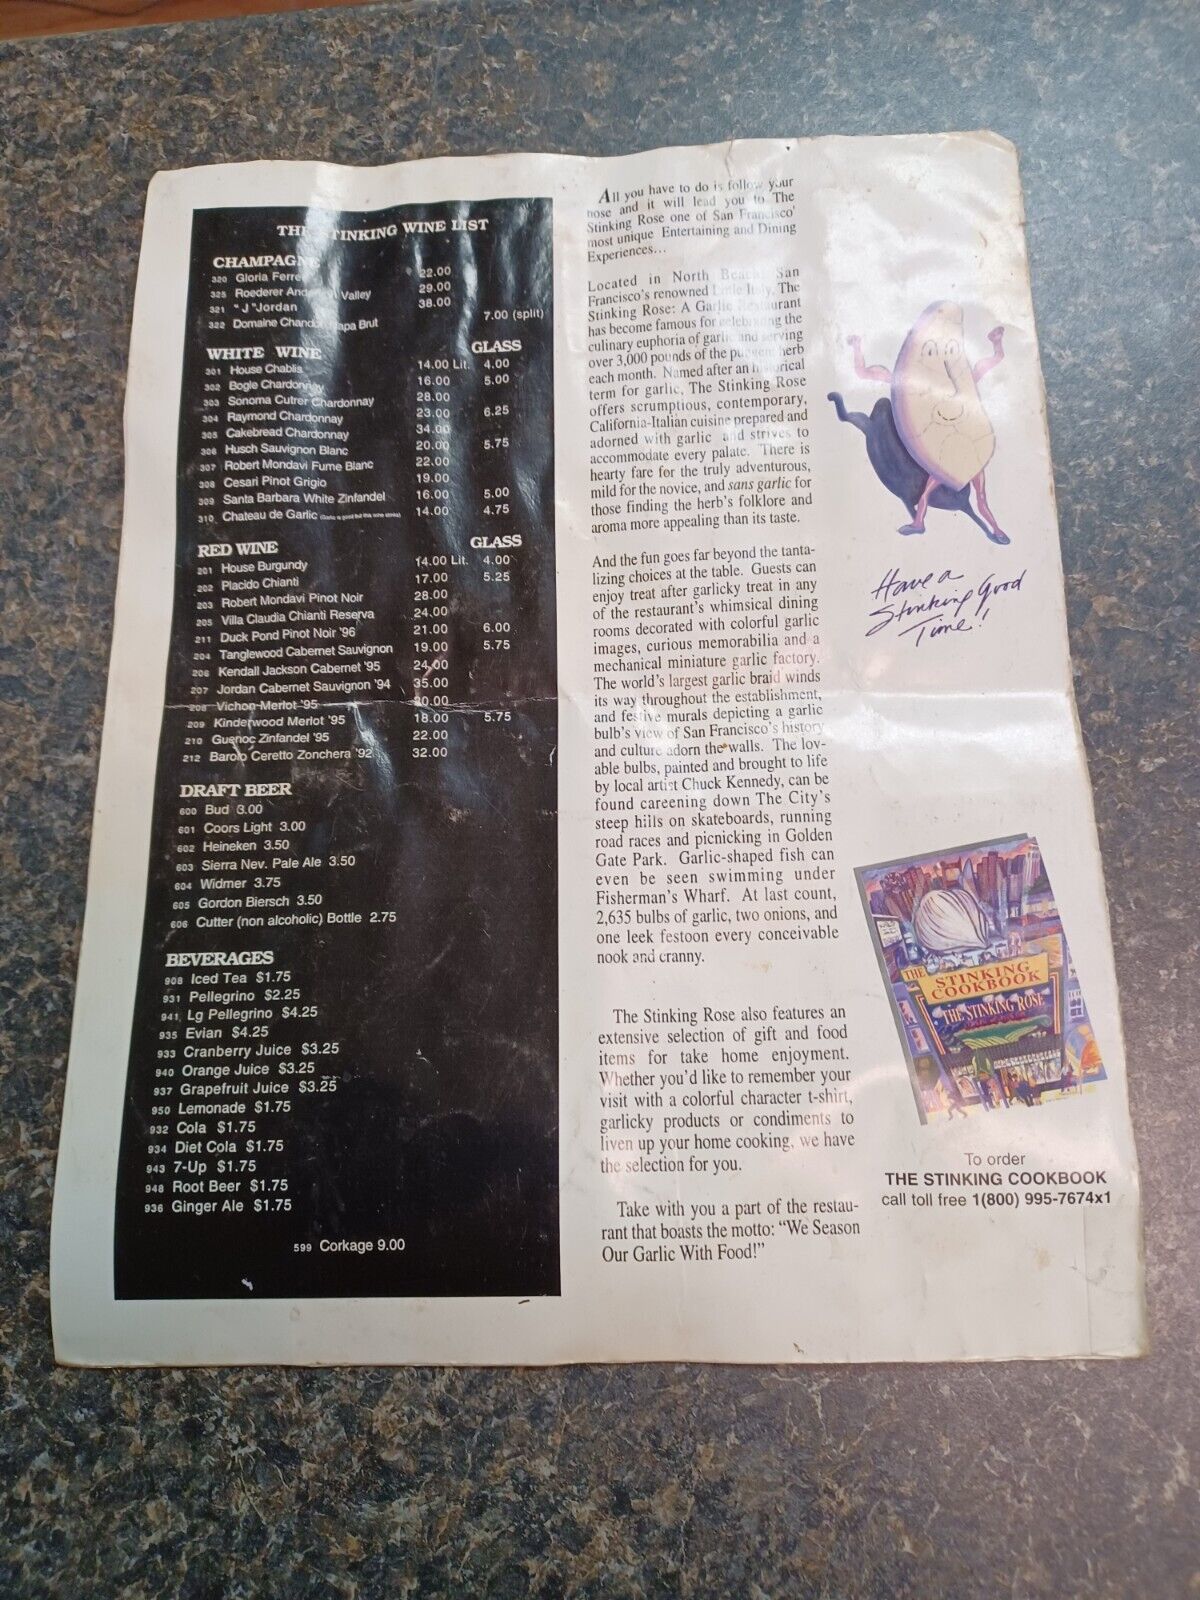 THE STINKING WINE LIST
CHAMPAGNE
320 Gloria Ferrer 22.00
325 Roederer Anderson Valley 29.00
321 "J" Jordan 38.00
322 Domaine Chandon Napa Brut 7.00 (split)
WHITE WINE GLASS
301 House Chablis 14.00 Lit. 4.00
302 Bogle Chardonnay 16.00 5.00
303 Sonoma Cutrer Chardonnay 28.00
304 Raymond Chardonnay 23.00 6.25
305 Cakebread Chardonnay 34.00
306 Husch Sauvignon Blanc 20.00 5.75
307 Robert Mondavi Fume Blanc 22.00
308 Cesari Pinot Grigio 19.00
309 Santa Barbara White Zinfandel 16.00 5.00
310 Chateau de Garlic 14.00 4.75
RED WINE GLASS
201 House Burgundy 14.00 Lit. 4.00
202 Placido Chianti 17.00 5.25
203 Robert Mondavi Pinot Noir 28.00
205 Villa Claudia Chianti Reserva 24.00
211 Duck Pond Pinot Noir '96 21.00 6.00
204 Tanglewood Cabernet Sauvignon 19.00 5.75
206 Kendall Jackson Cabernet '95 24.00
207 Jordan Cabernet Sauvignon '94 35.00
208 Vichon Merlot '95 20.00
209 Kinderwood Merlot '95 18.00 5.75
210 Guenoc Zinfandel '95 22.00
212 Barolo Ceretto Zonchera '92 32.00
DRAFT BEER
600 Bud 3.00
601 Coors Light 3.00
602 Heineken 3.50
603 Sierra Nev. Pale Ale 3.50
604 Widmer 3.75
605 Gordon Biersch 3.50
606 Cutter (non alcoholic) Bottle 2.75
BEVERAGES
908 Iced Tea $1.75
931 Pellegrino $2.25
941 Lg Pellegrino $4.25
935 Evian $4.25
933 Cranberry Juice $3.25
940 Orange Juice $3.25
937 Grapefruit Juice $3.25
950 Lemonade $1.75
932 Cola $1.75
934 Diet Cola $1.75
943 7-Up $1.75
948 Root Beer $1.75
936 Ginger Ale $1.75
599 Corkage 9.00
All you have to do is follow your
nose and it will lead you to The
Stinking Rose one of San Francisco'
most unique Entertaining and Dining
Experiences...
Located in North Beach, San
Francisco's renowned Little Italy, The
Stinking Rose: A Garlic Restaurant
has become famous for celebrating the
culinary euphoria of garlic and serving
over 3,000 pounds of the pungent herb
each month. Named after an historical
term for garlic, The Stinking Rose
offers scrumptious, contemporary,
California-Italian cuisine prepared and
adorned with garlic and strives to
accommodate every palate. There is
hearty fare for the truly adventurous,
mild for the novice, and sans garlic for
those finding the herb's folklore and
aroma more appealing than its taste.
And the fun goes far beyond the tanta-
lizing choices at the table. Guests can
enjoy treat after garlicky treat in any
of the restaurant's whimsical dining
rooms decorated with colorful garlic
images, curious memorabilia and a
mechanical miniature garlic factory.
The world's largest garlic braid winds
its way throughout the establishment,
and festive murals depicting a garlic
bulb's view of San Francisco's history
and culture adorn the walls. The lov-
able bulbs, painted and brought to life
by local artist Chuck Kennedy, can be
found careening down The City's
steep hills on skateboards, running
road races and picnicking in Golden
Gate Park. Garlic-shaped fish can
even be seen swimming under
Fisherman's Wharf. At last count,
2,635 bulbs of garlic, two onions, and
one leek festoon every conceivable
nook and cranny.
The Stinking Rose also features an
extensive selection of gift and food
items for take home enjoyment.
Whether you'd like to remember your
visit with a colorful character t-shirt,
garlicky products or condiments to
liven up your home cooking, we have
the selection for you.
Take with you a part of the restau-
rant that boasts the motto: "We Season
Our Garlic With Food!"
Have a
Stinking Good
Time!
THE
STINKING
COOKBOOK
THE STINKING ROSE
To order
THE STINKING COOKBOOK
call toll free 1(800) 995-7674x1